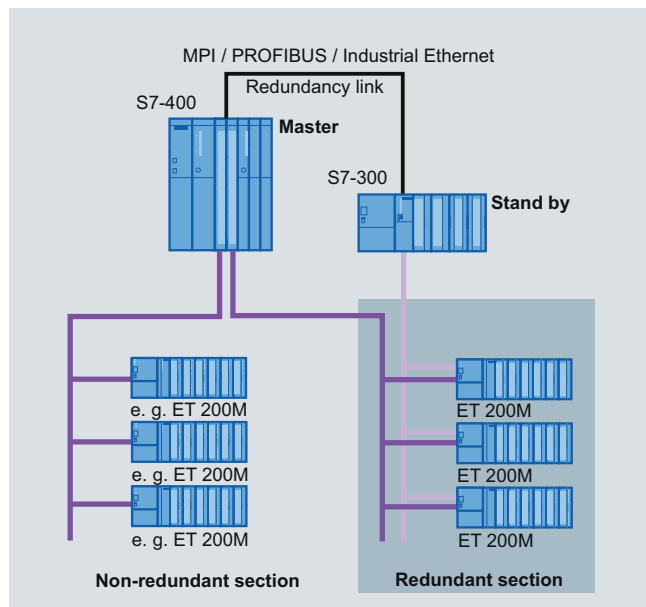 MPI / PROFIBUS / Industrial Ethernet
Redundancy link
S7-400
Master
S7-300
Stand by
e. g. ET 200M
ET 200M
e. g. ET 200M
ET 200M
e. g. ET 200M
ET 200M
Non-redundant section
Redundant section